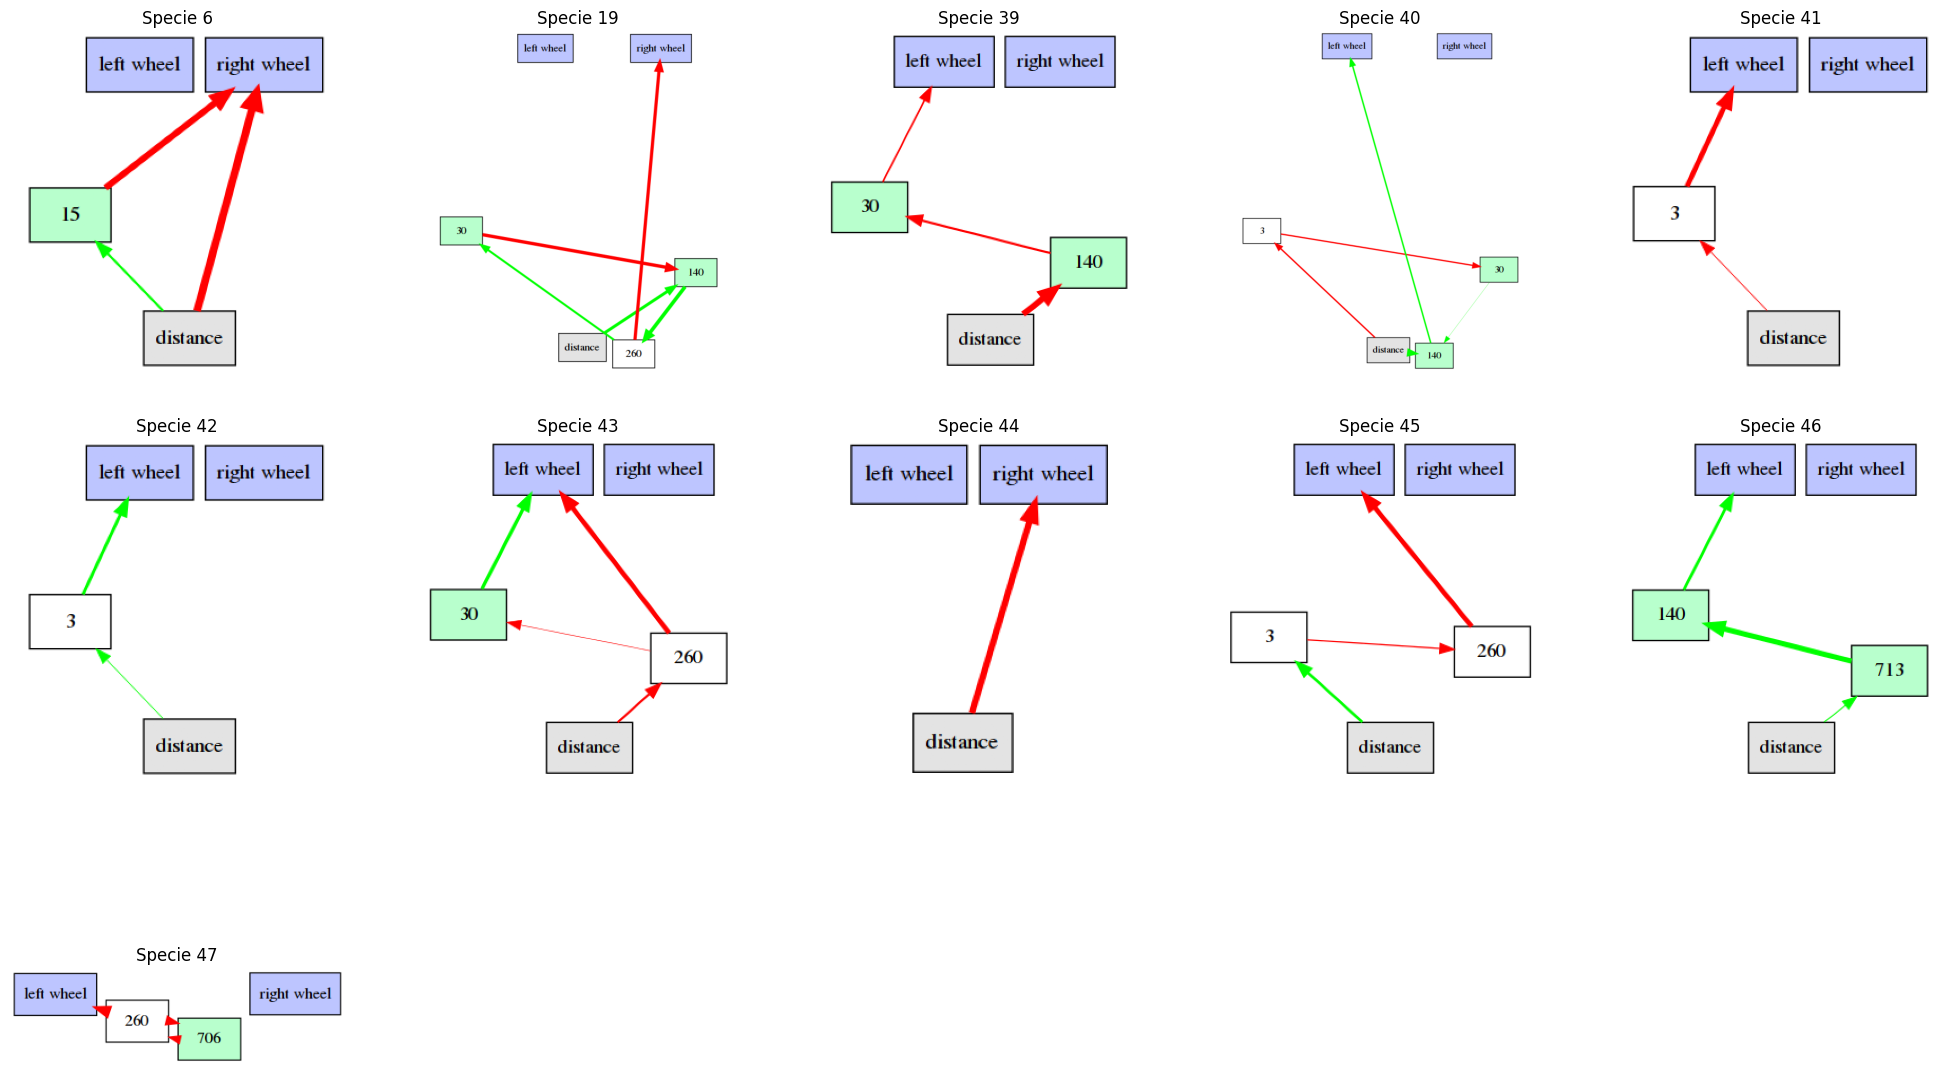 Specie 6
left wheel
right wheel
15
distance
Specie 19
left wheel
right wheel
30
140
distance
260
Specie 39
left wheel
right wheel
30
140
distance
Specie 40
left wheel
right wheel
3
30
distance
140
Specie 41
left wheel
right wheel
3
distance
Specie 42
left wheel
right wheel
3
distance
Specie 43
left wheel
right wheel
30
260
distance
Specie 44
left wheel
right wheel
distance
Specie 45
left wheel
right wheel
3
260
distance
Specie 46
left wheel
right wheel
140
713
distance
Specie 47
left wheel
right wheel
260
706